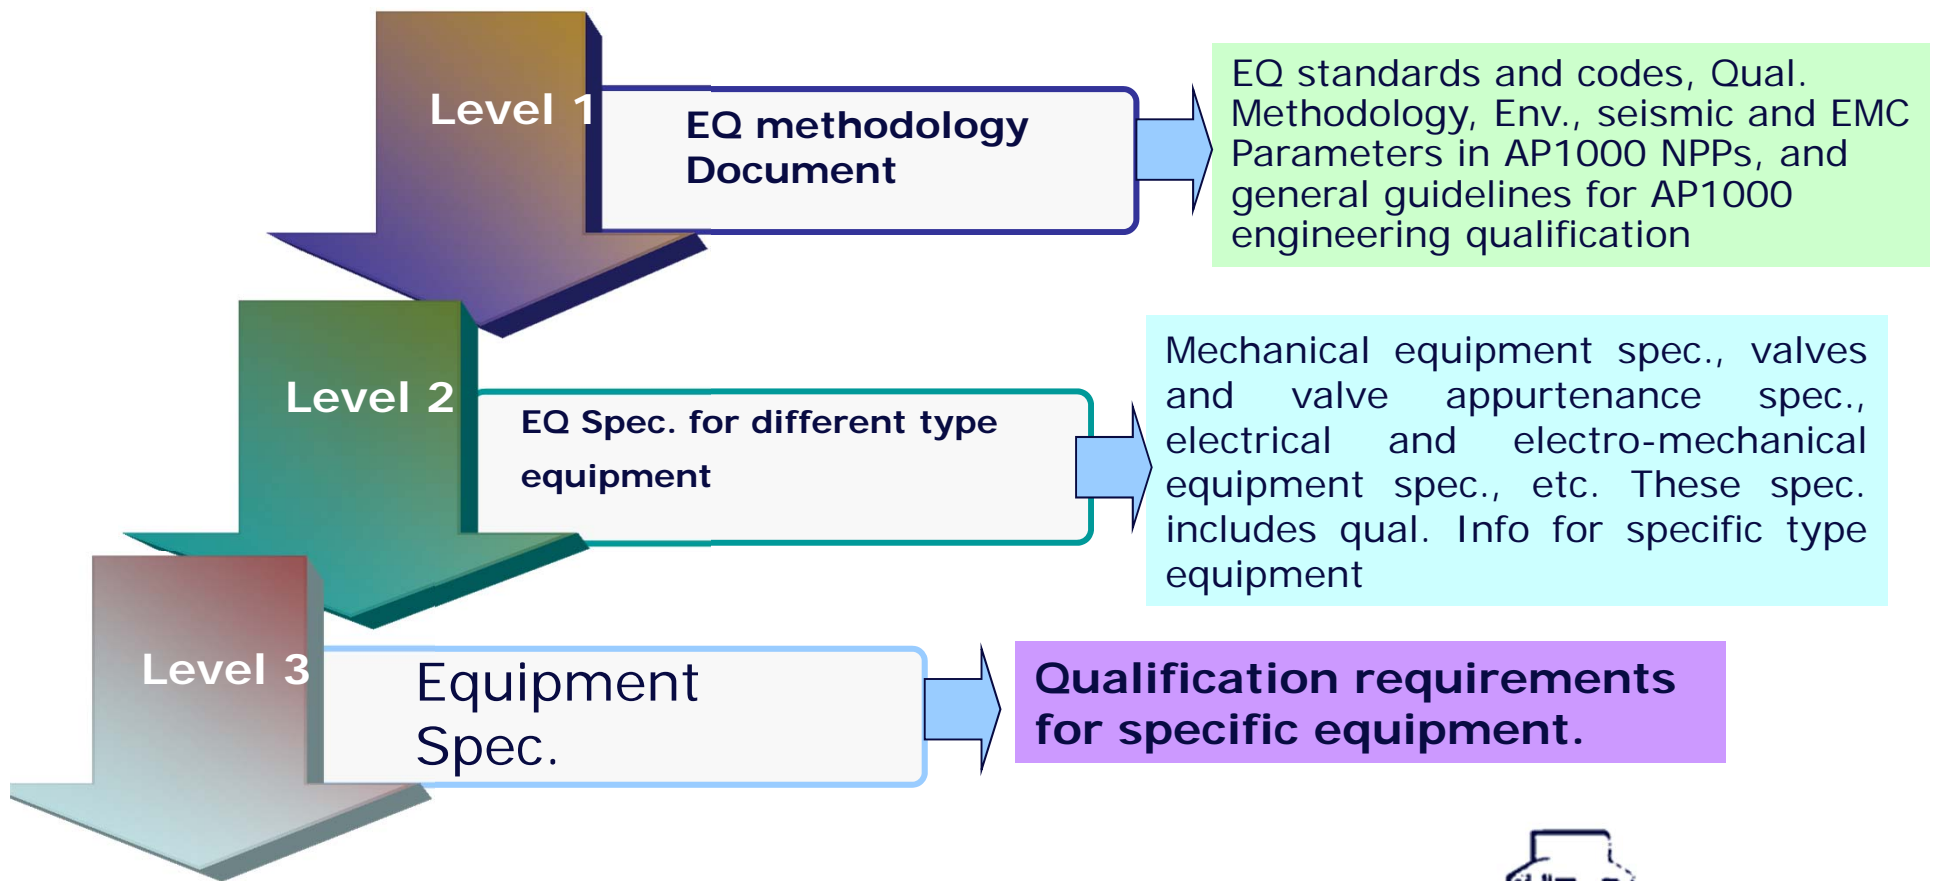 Level 1
EQ methodology
Document
EQ standards and codes, Qual.
Methodology, Env., seismic and EMC
Parameters in AP1000 NPPs, and
general guidelines for AP1000
engineering qualification
Level 2
EQ Spec. for different type
equipment
Mechanical equipment spec., valves
and valve appurtenance spec.,
electrical and electro-mechanical
equipment spec., etc. These spec.
includes qual. Info for specific type
equipment
Level 3
Equipment
Spec.
Qualification requirements
for specific equipment.